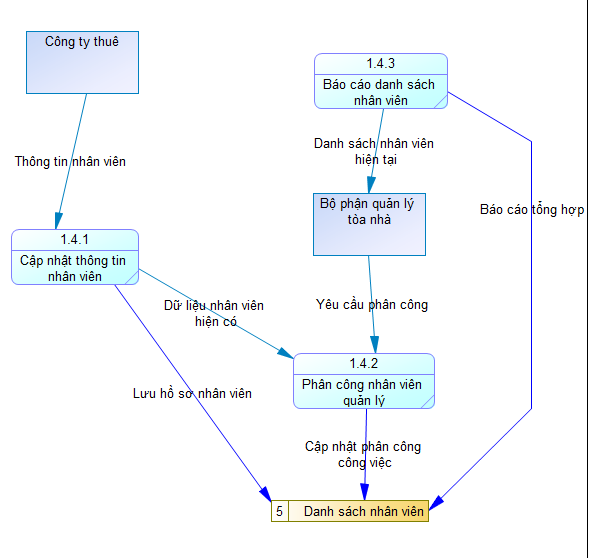 Công ty thuê
1.4.3
Báo cáo danh sách
nhân viên
Thông tin nhân viên
Danh sách nhân viên
hiện tại
Bộ phận quản lý
tòa nhà
Báo cáo tổng hợp
1.4.1
Cập nhật thông tin
nhân viên
Dữ liệu nhân viên
hiện có
Yêu cầu phân công
1.4.2
Phân công nhân viên
quản lý
Lưu hồ sơ nhân viên
Cập nhật phân công
công việc
5 Danh sách nhân viên